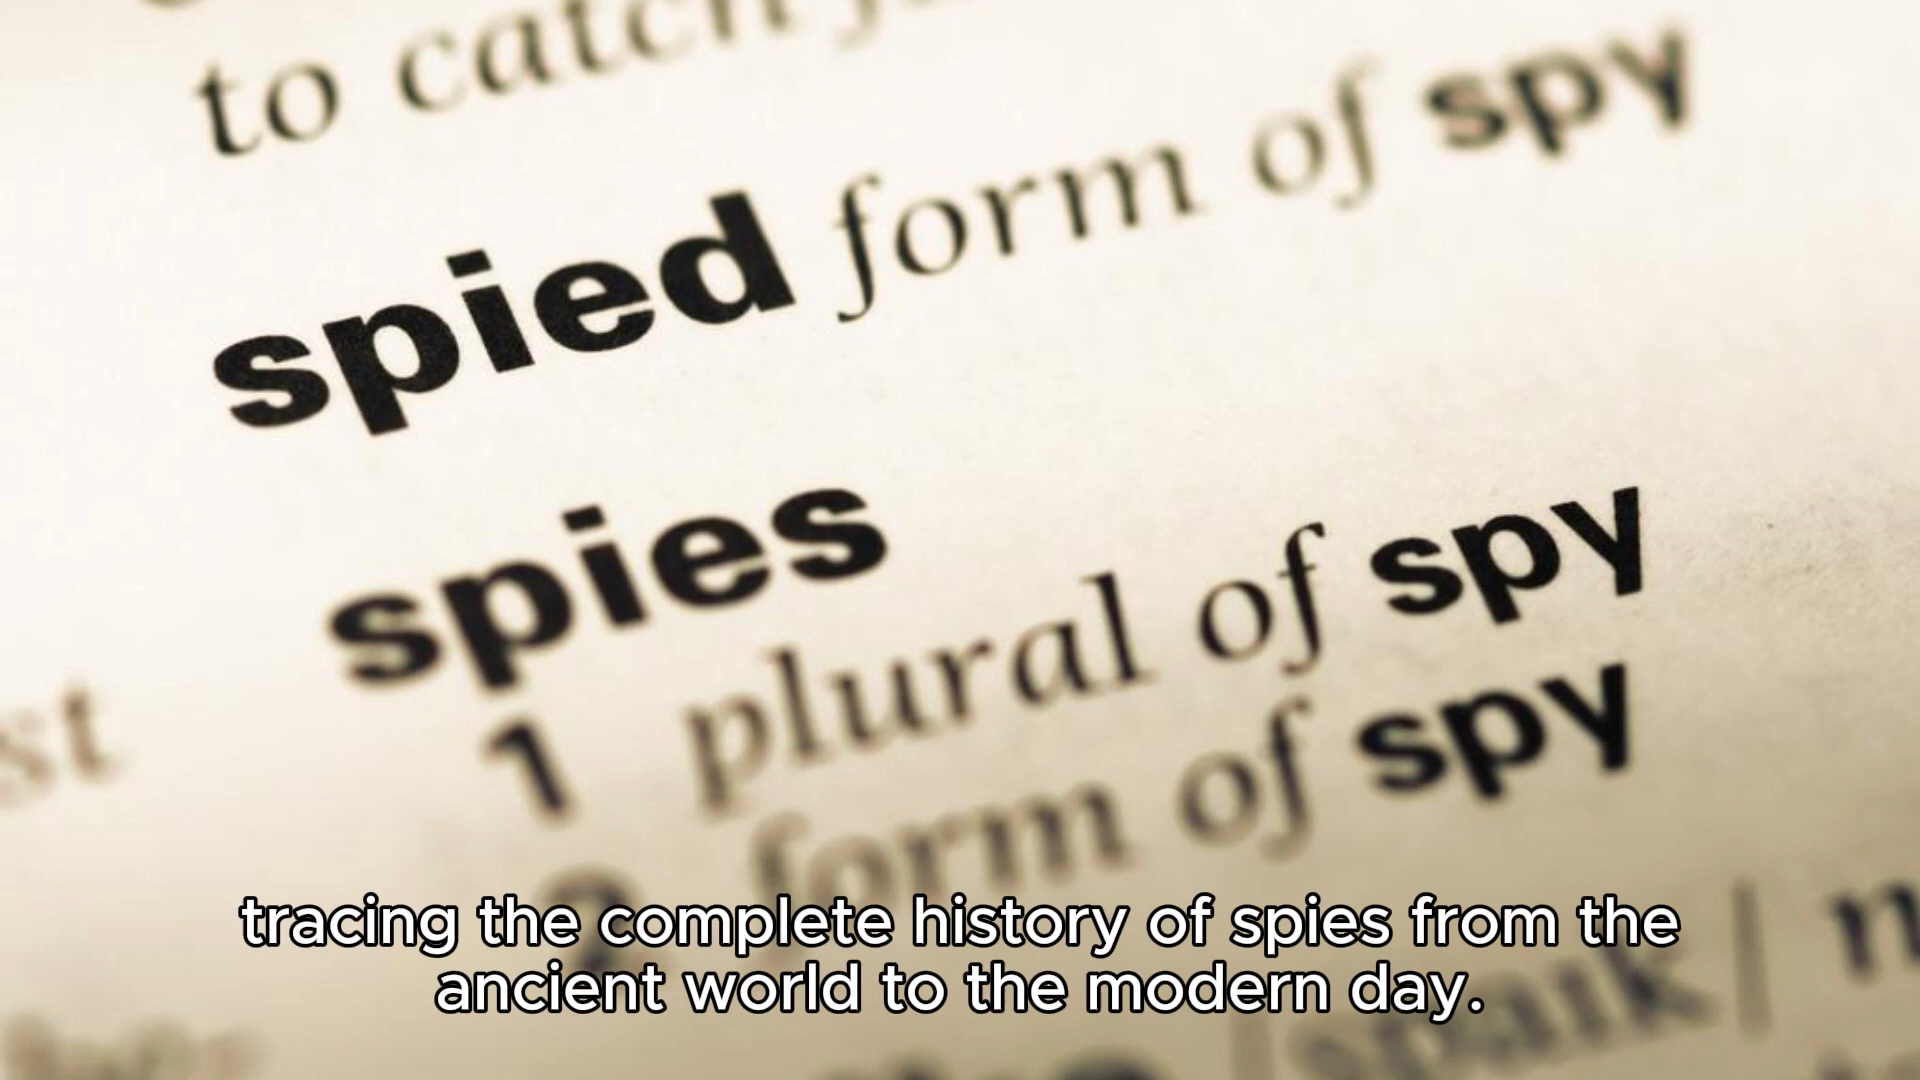 to catch
spied form of spy
spies
1 plural of spy
2 form of spy
tracing the complete history of spies from the
ancient world to the modern day.